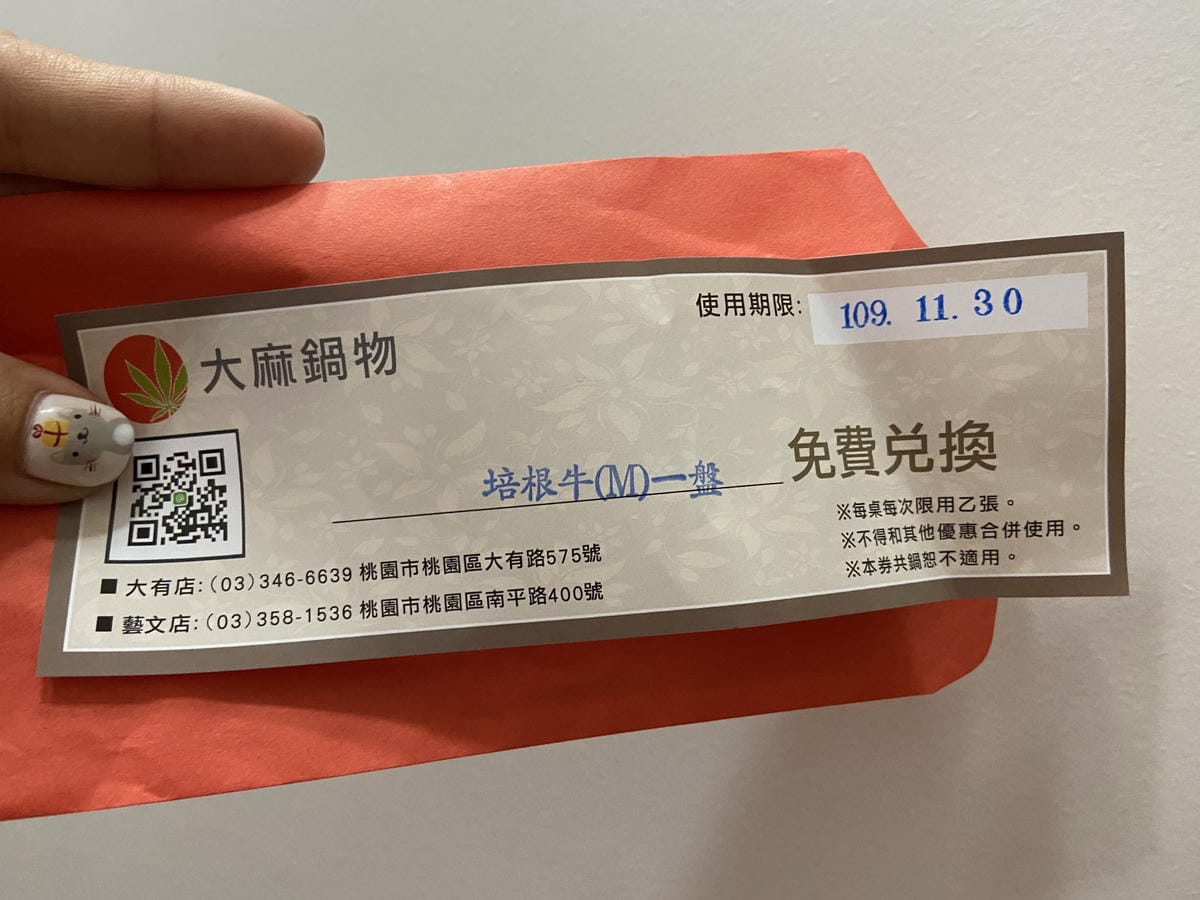 使用期限: 109. 11. 30
大麻鍋物
培根牛(M)一盤 免費兌換
※每桌每次限用乙張。
※不得和其他優惠合併使用。
※本券共鍋恕不適用。
■ 大有店:(03)346-6639 桃園市桃園區大有路575號
■ 藝文店:(03)358-1536 桃園市桃園區南平路400號